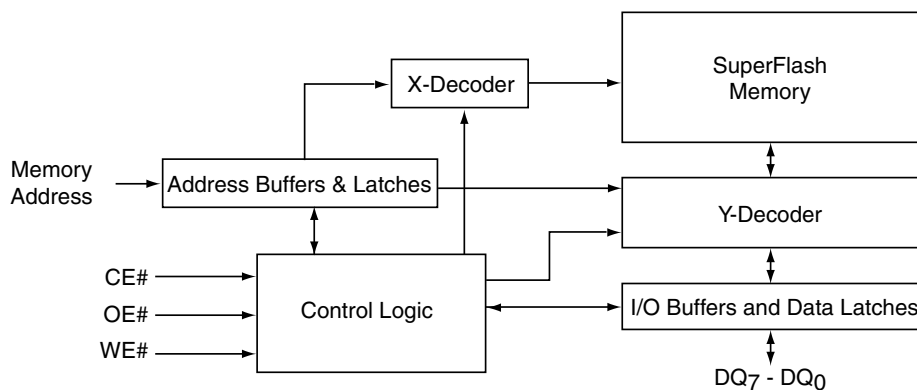 SuperFlash
Memory
X-Decoder
Memory
Address
Address Buffers & Latches
Y-Decoder
CE#
OE#
WE#
Control Logic
I/O Buffers and Data Latches
DQ7 - DQ0